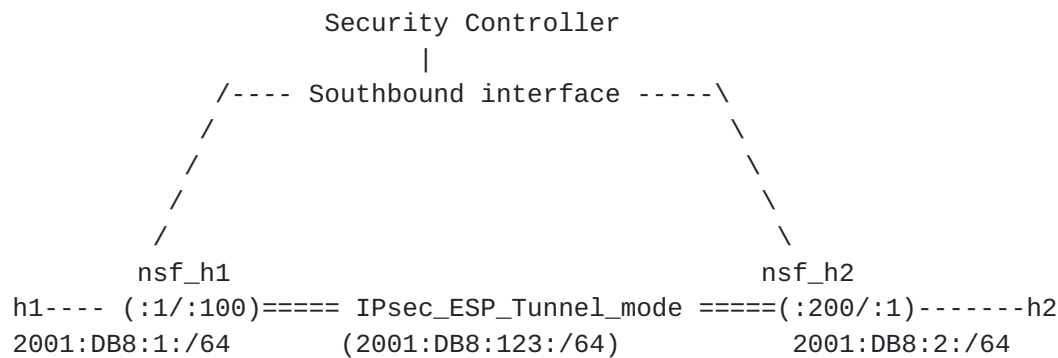 Security Controller
|
/---- Southbound interface -----\
/ \
/ \
/ \
/ \
nsf_h1 nsf_h2
h1---- (:1/:100)===== IPsec_ESP_Tunnel_mode =====(:200/:1)-------h2
2001:DB8:1:/64 (2001:DB8:123:/64) 2001:DB8:2:/64